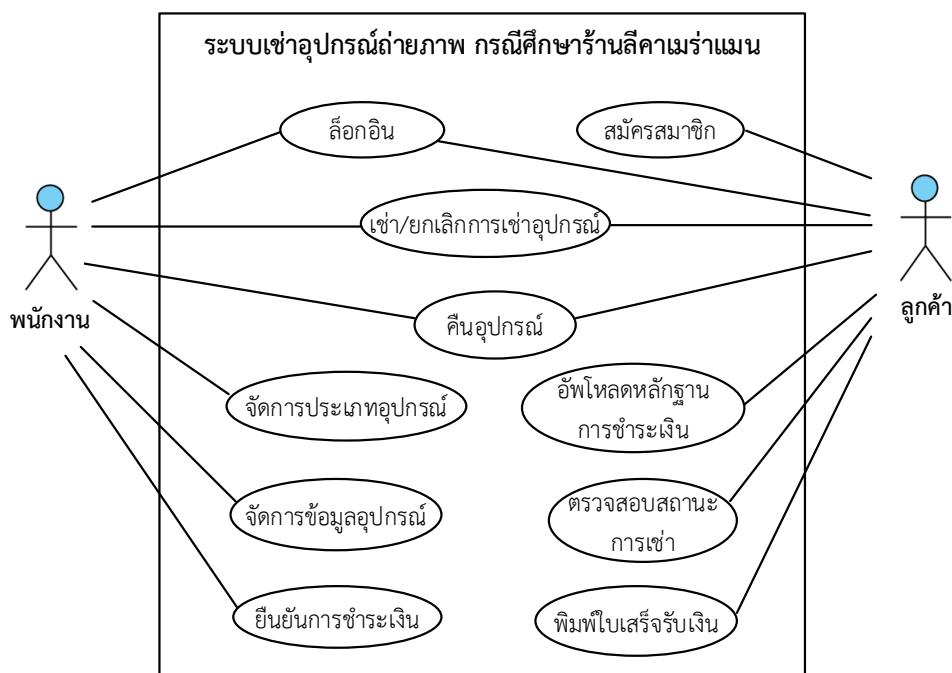 ระบบเช่าอุปกรณ์ถ่ายภาพ กรณีศึกษาร้านลีคาเมร่าแมน
ล็อกอิน
สมัครสมาชิก
เช่า/ยกเลิกการเช่าอุปกรณ์
พนักงาน
ลูกค้า
คืนอุปกรณ์
จัดการประเภทอุปกรณ์
อัพโหลดหลักฐาน
การชำระเงิน
จัดการข้อมูลอุปกรณ์
ตรวจสอบสถานะ
การเช่า
ยืนยันการชำระเงิน
พิมพ์ใบเสร็จรับเงิน